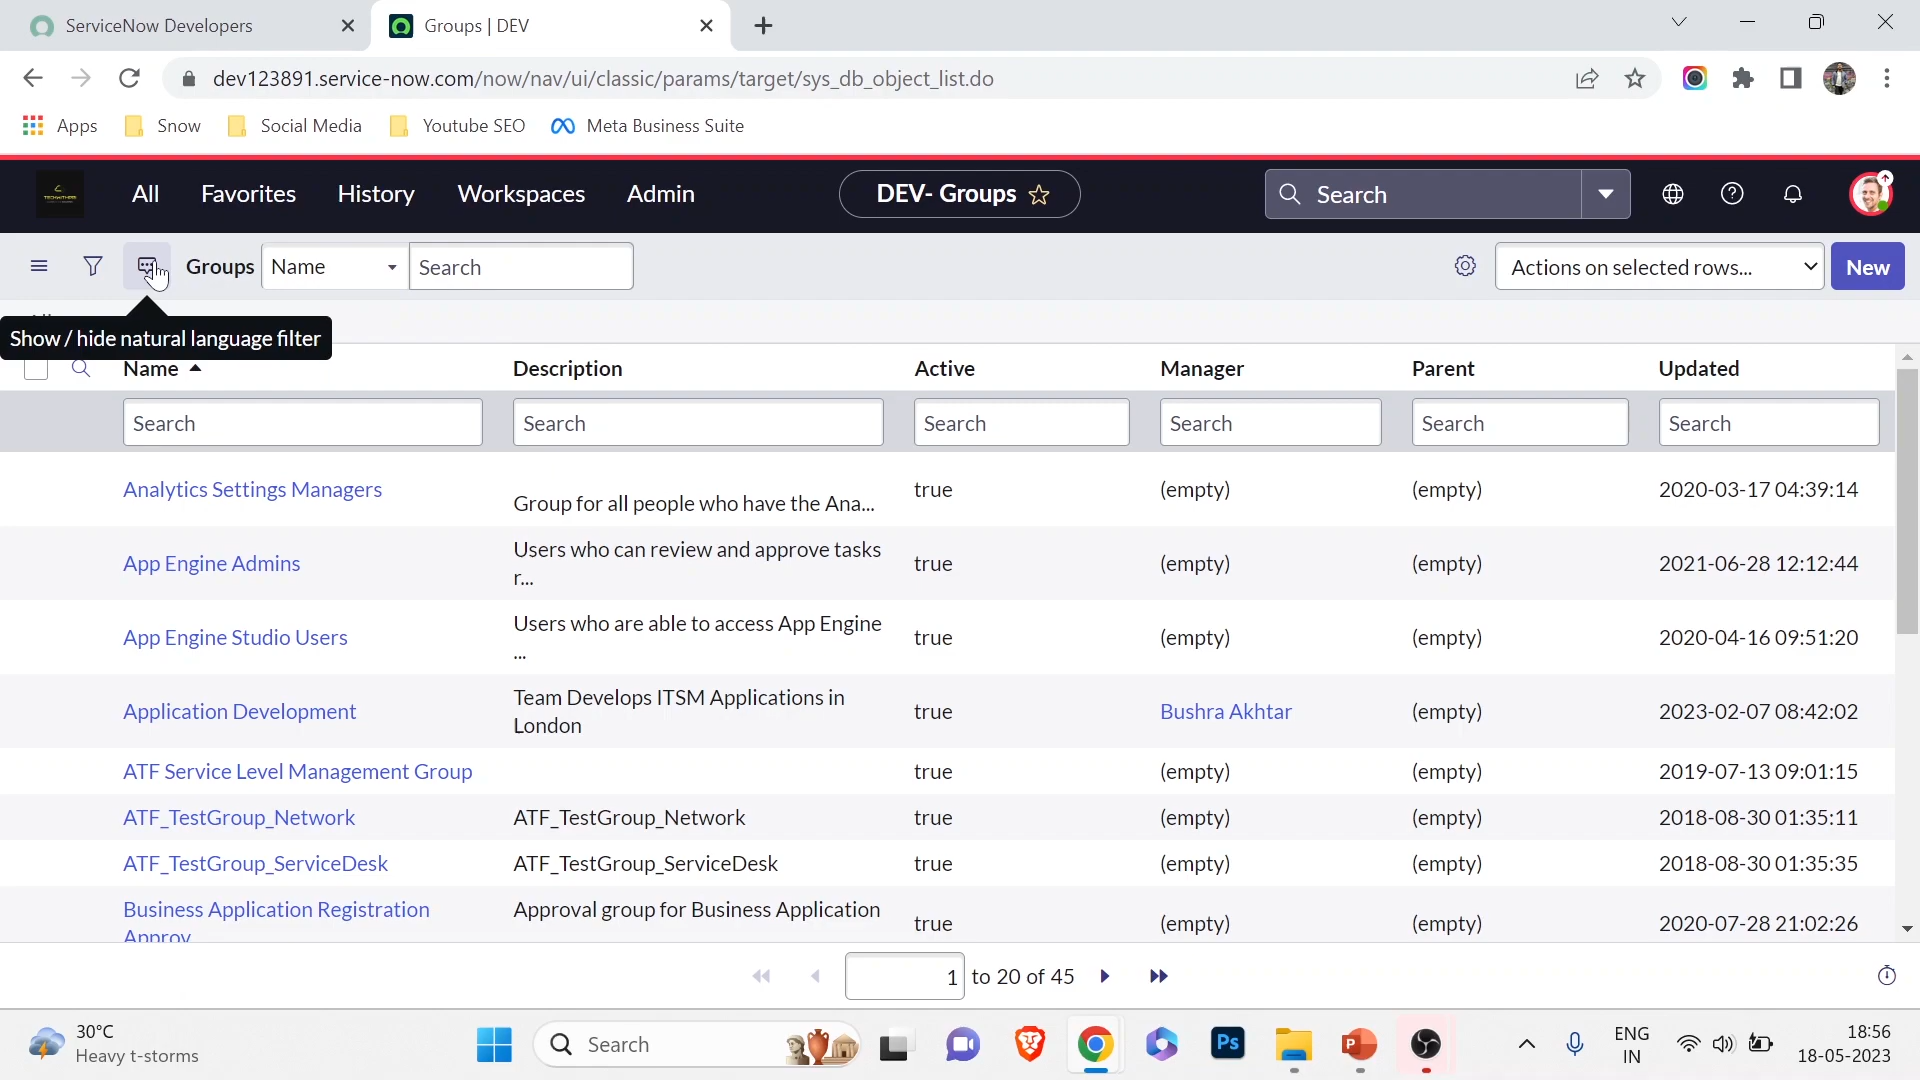 ServiceNow Developers
Groups | DEV
dev123891.service-now.com/now/nav/ui/classic/params/target/sys_db_object_list.do
Apps Snow Social Media Youtube SEO Meta Business Suite
All Favorites History Workspaces Admin DEV- Groups Search
Groups Name Search Actions on selected rows... New
Show / hide natural language filter
Name Description Active Manager Parent Updated
Search Search Search Search Search Search
Analytics Settings Managers Group for all people who have the Ana... true (empty) (empty) 2020-03-17 04:39:14
App Engine Admins Users who can review and approve tasks
r... true (empty) (empty) 2021-06-28 12:12:44
App Engine Studio Users Users who are able to access App Engine
... true (empty) (empty) 2020-04-16 09:51:20
Application Development Team Develops ITSM Applications in
London true Bushra Akhtar (empty) 2023-02-07 08:42:02
ATF Service Level Management Group true (empty) (empty) 2019-07-13 09:01:15
ATF_TestGroup_Network ATF_TestGroup_Network true (empty) (empty) 2018-08-30 01:35:11
ATF_TestGroup_ServiceDesk ATF_TestGroup_ServiceDesk true (empty) (empty) 2018-08-30 01:35:35
Business Application Registration
Approv Approval group for Business Application true (empty) (empty) 2020-07-28 21:02:26
1 to 20 of 45
30°C
Heavy t-storms
Search
Ps
P
ENG
IN
18:56
18-05-2023